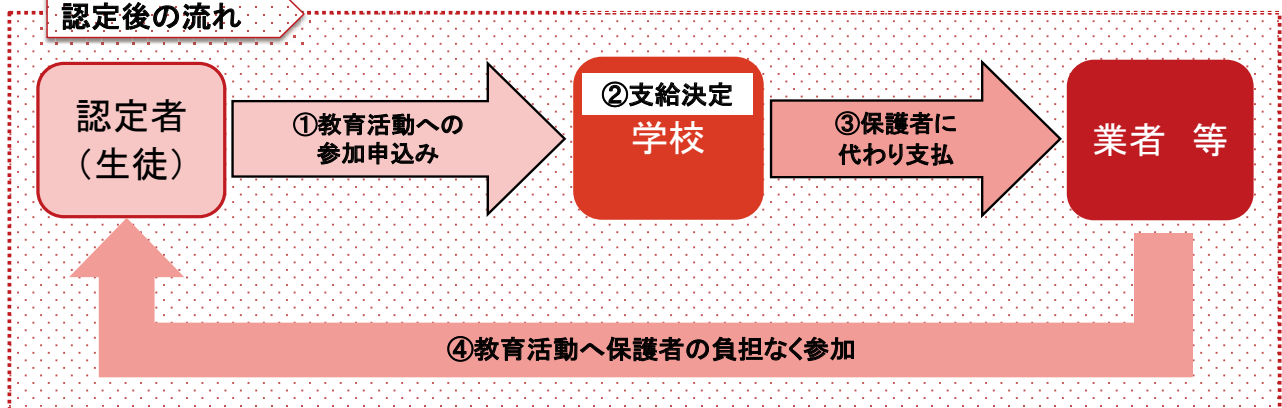 認定後の流れ
認定者
（生徒）
①教育活動への
参加申込み
②支給決定
学校
③保護者に
代わり支払
業者　等
④教育活動へ保護者の負担なく参加